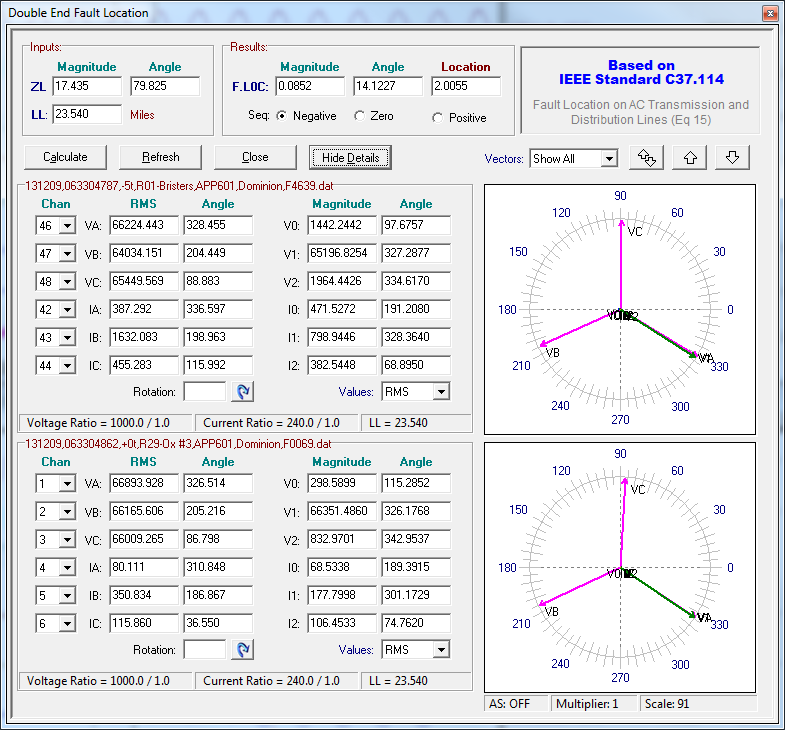 Double End Fault Location
Inputs:
Magnitude Angle
ZL 17.435 79.825
LL: 23.540 Miles
Results:
Magnitude Angle Location
F.LOC: 0.0852 14.1227 2.0055
Seq: Negative Zero Positive
Based on
IEEE Standard C37.114
Fault Location on AC Transmission and
Distribution Lines (Eq 15)
Calculate Refresh Close Hide Details
Vectors: Show All
131209,063304787,-5t,R01-Bristers,APP601,Dominion,F4639.dat
Chan RMS Angle Magnitude Angle
46 VA: 66224.443 328.455 V0: 1442.2442 97.6757
47 VB: 64034.151 204.449 V1: 65196.8254 327.2877
48 VC: 65449.569 88.883 V2: 1964.4426 334.6170
42 IA: 387.292 336.597 I0: 471.5272 191.2080
43 IB: 1632.083 198.963 I1: 798.9446 328.3640
44 IC: 455.283 115.992 I2: 382.5448 68.8950
Rotation: Values: RMS
Voltage Ratio = 1000.0 / 1.0 Current Ratio = 240.0 / 1.0 LL = 23.540
90
120 60
VC
150 30
180 0
VB VA
210 330
240 300
270
131209,063304862,+0t,R29-Ox #3,APP601,Dominion,F0069.dat
Chan RMS Angle Magnitude Angle
1 VA: 66893.928 326.514 V0: 298.5899 115.2852
2 VB: 66165.606 205.216 V1: 66351.4860 326.1768
3 VC: 66009.265 86.798 V2: 832.9701 342.9537
4 IA: 80.111 310.848 I0: 68.5338 189.3915
5 IB: 350.834 186.867 I1: 177.7998 301.1729
6 IC: 115.860 36.550 I2: 106.4533 74.7620
Rotation: Values: RMS
Voltage Ratio = 1000.0 / 1.0 Current Ratio = 240.0 / 1.0 LL = 23.540
90
120 60
VC
150 30
180 0
VB
210 330
240 300
270
AS: OFF Multiplier: 1 Scale: 91